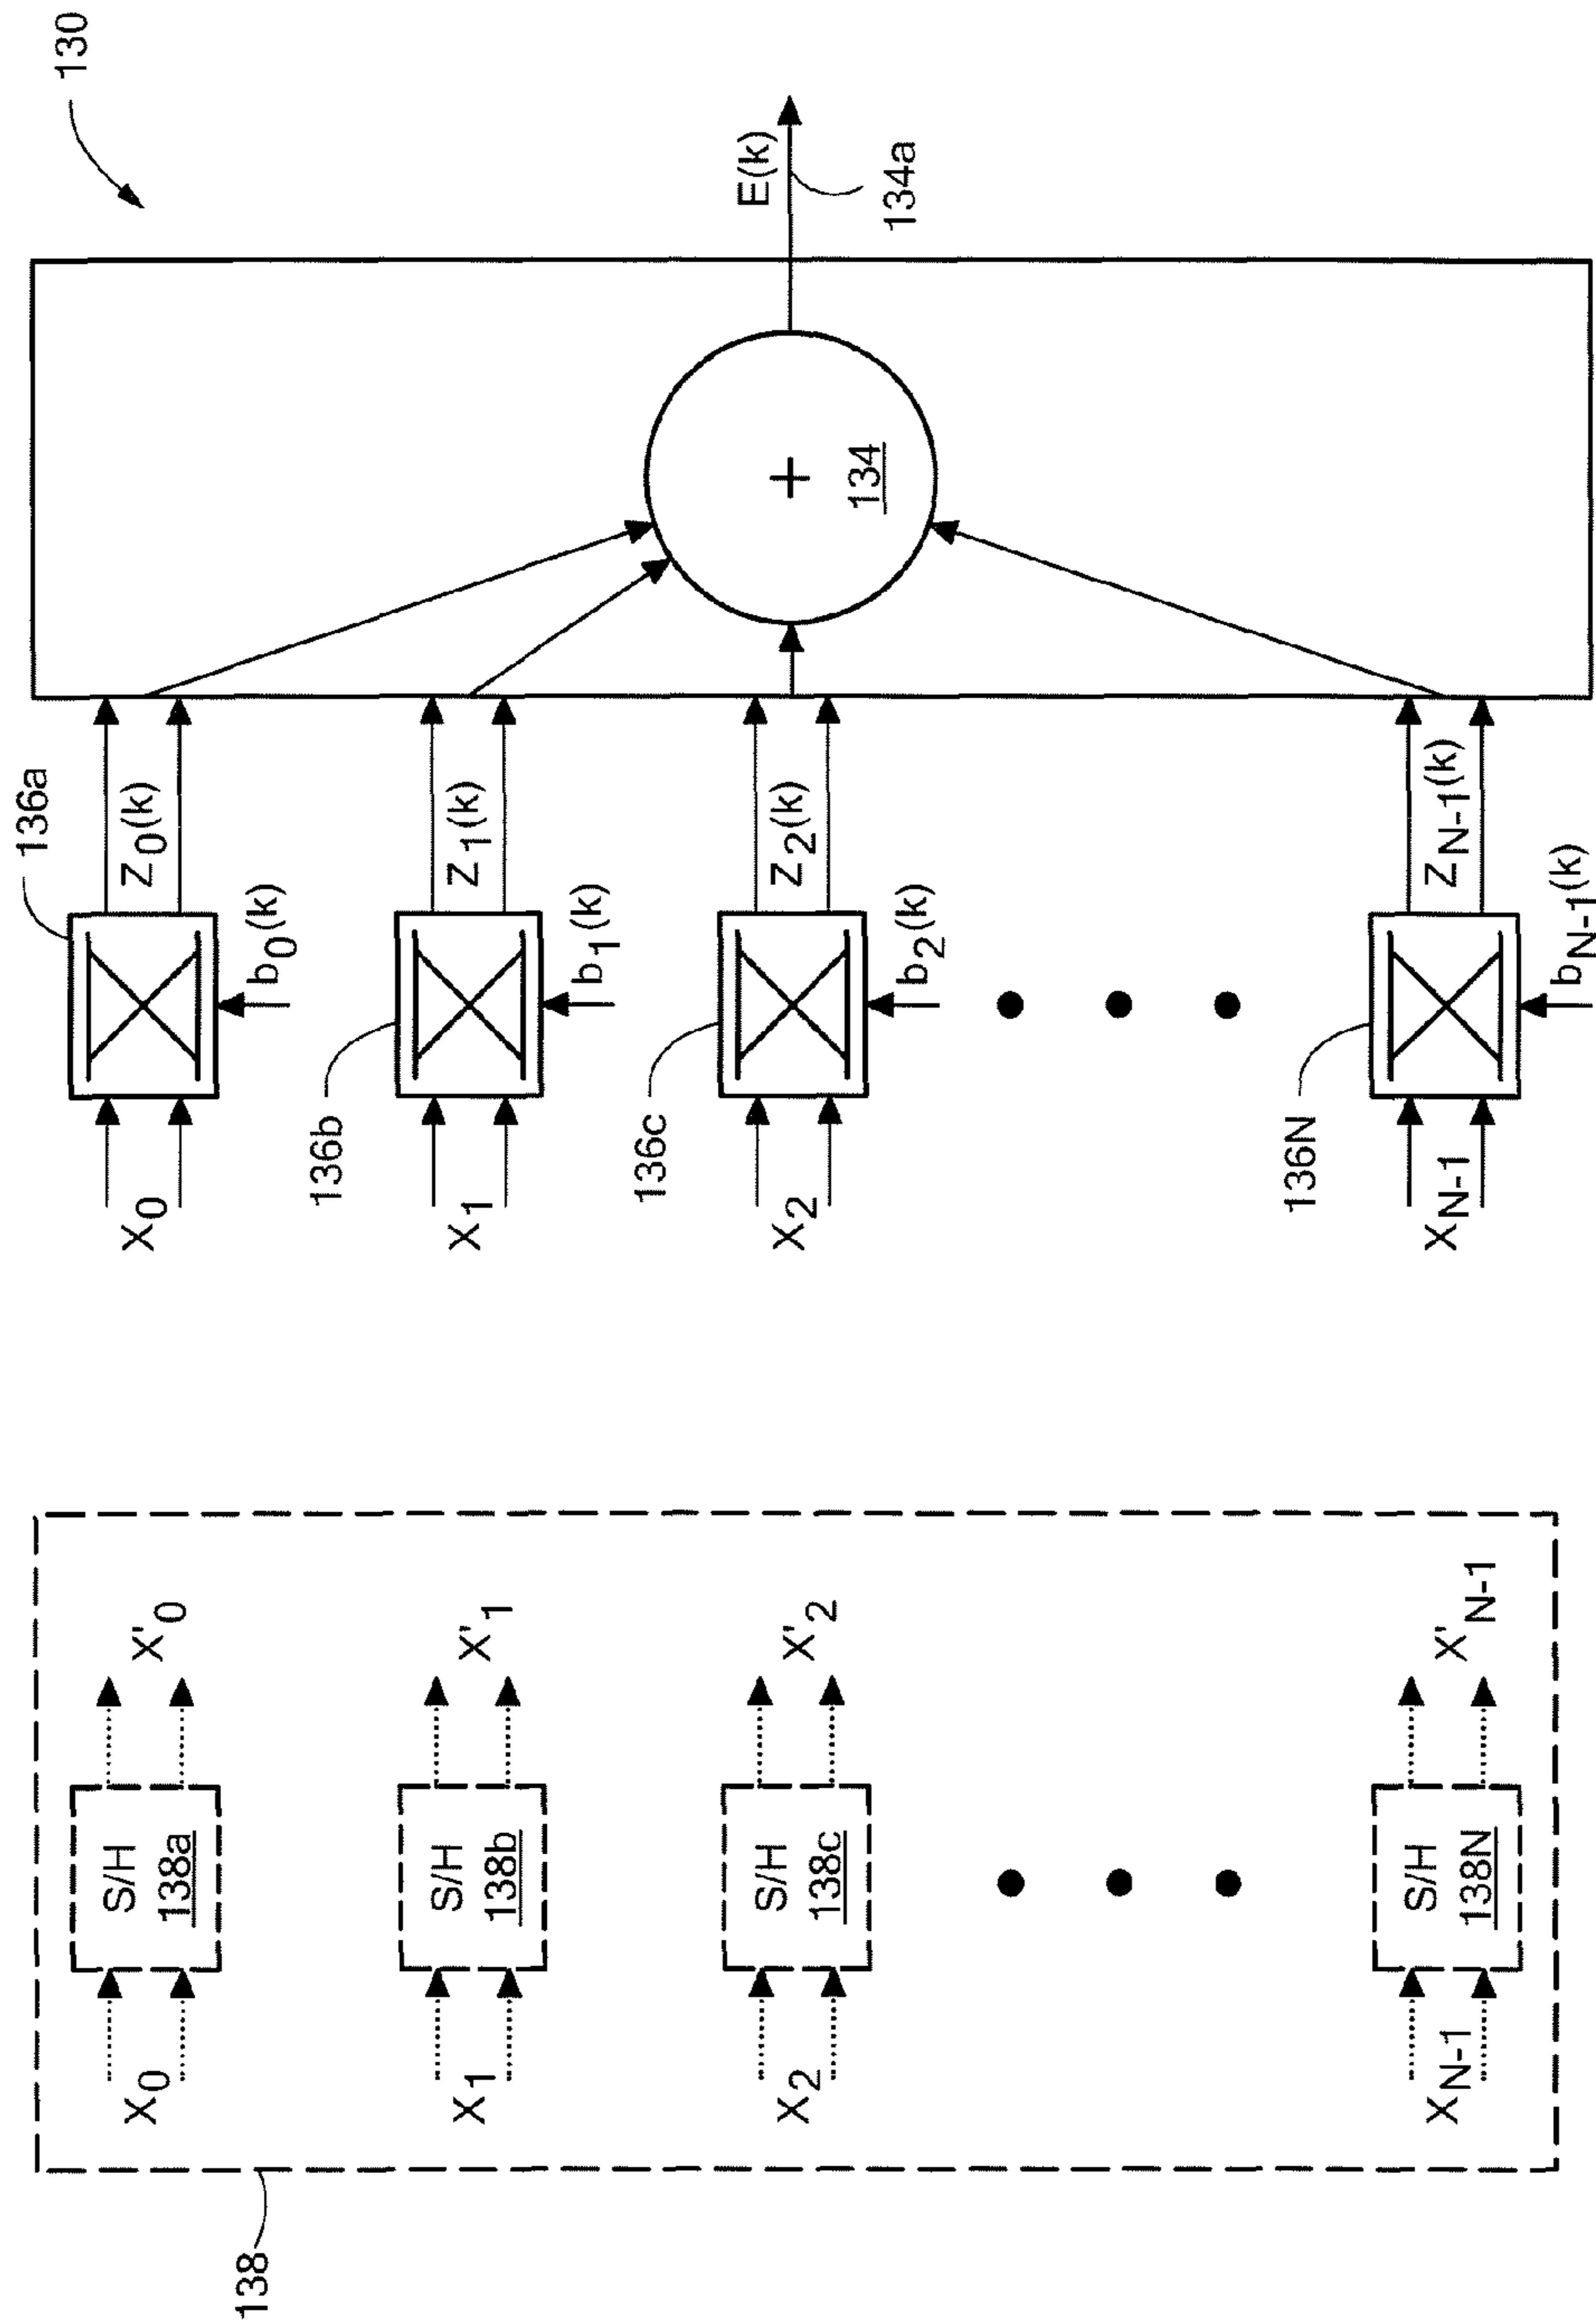 130
138
X0
S/H
138a
X'0
X0
136a
b0(k)
Z0(k)
X1
S/H
138b
X'1
X1
136b
b1(k)
Z1(k)
E(k)
134a
+
134
X2
S/H
138c
X'2
X2
136c
b2(k)
Z2(k)
XN-1
S/H
138N
X'N-1
XN-1
136N
bN-1(k)
ZN-1(k)